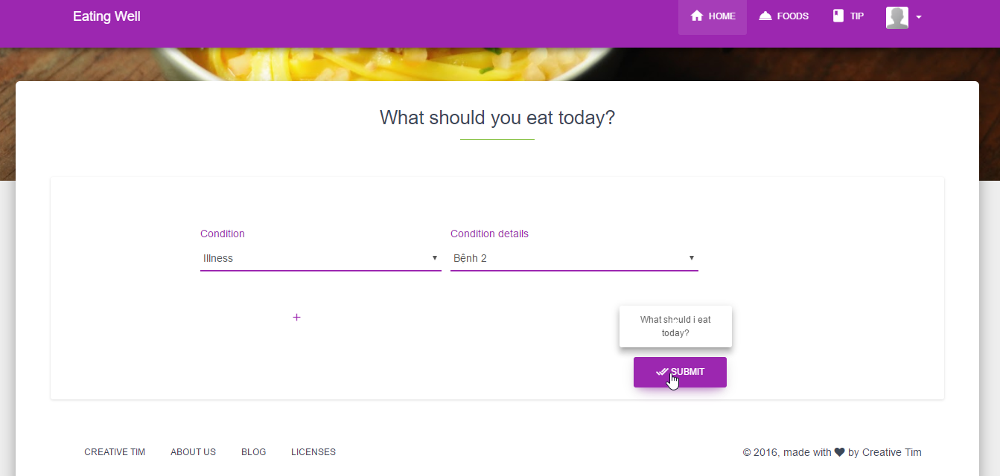 Eating Well
HOME
FOODS
TIP
What should you eat today?
Condition
Condition details
Illness
Bệnh 2
+
What should i eat
today?
SUBMIT
CREATIVE TIM
ABOUT US
BLOG
LICENSES
© 2016, made with ♥ by Creative Tim